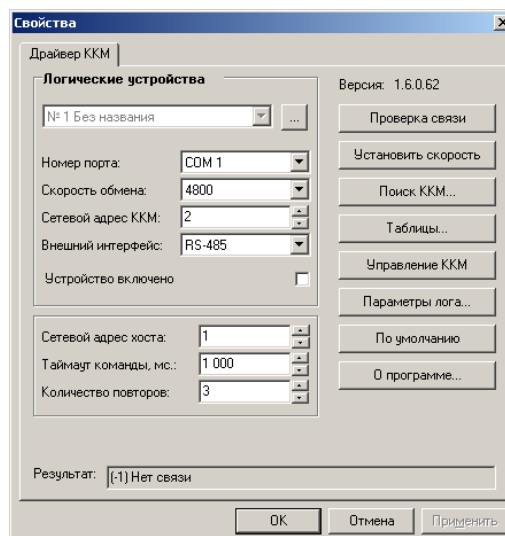 Свойства
Драйвер ККМ
Логические устройства
№ 1 Без названия
...
Номер порта: COM 1
Скорость обмена: 4800
Сетевой адрес ККМ: 2
Внешний интерфейс: RS-485
Устройство включено
Сетевой адрес хоста: 1
Таймаут команды, мс.: 1 000
Количество повторов: 3
Версия: 1.6.0.62
Проверка связи
Установить скорость
Поиск ККМ...
Таблицы...
Управление ККМ
Параметры лога...
По умолчанию
О программе...
Результат: (-1) Нет связи
OK
Отмена
Применить